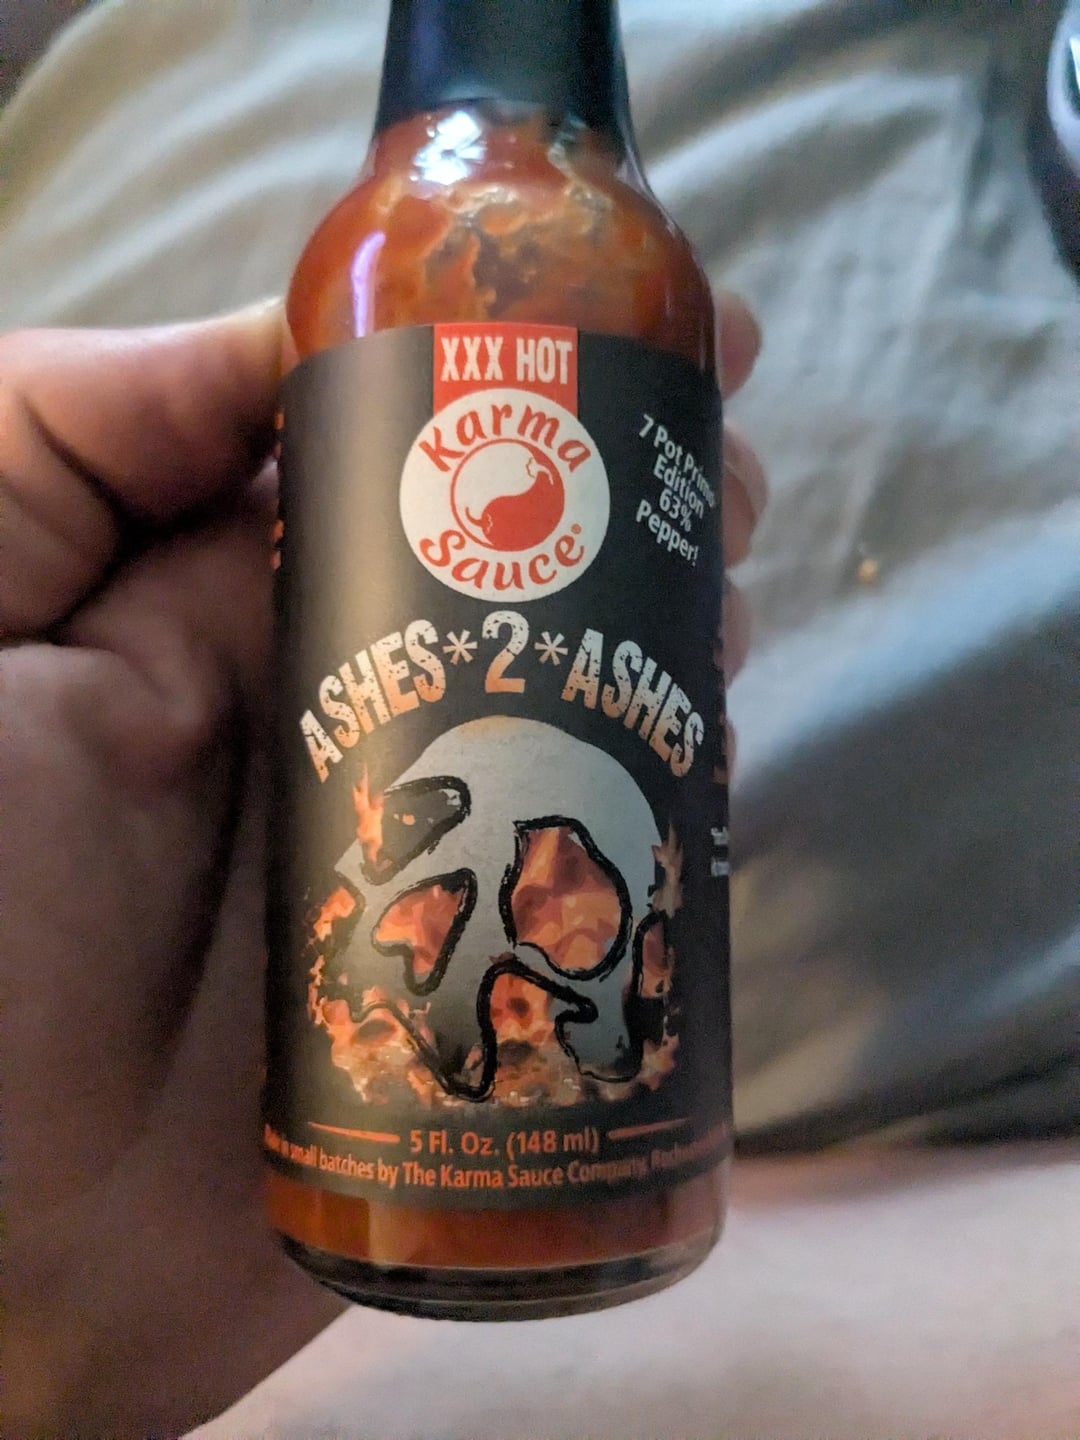 XXX HOT
Karma
Sauce®
7 Pot Primo
Edition
63%
Pepper!
ASHES*2*ASHES
5 Fl. Oz. (148 ml)
in small batches by The Karma Sauce Company,